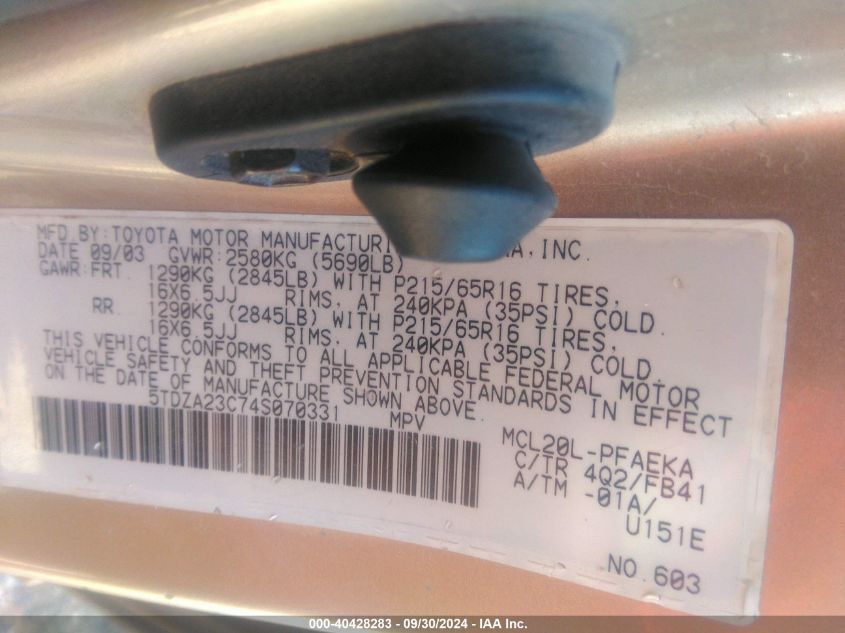 MFD.BY:TOYOTA MOTOR MANUFACTURI A,INC.
DATE 09/03 GVWR:2580KG (5690LB)
GAWR:FRT. 1290KG (2845LB) WITH P215/65R16 TIRES,
16X6.5JJ RIMS, AT 240KPA (35PSI) COLD.
RR. 1290KG (2845LB) WITH P215/65R16 TIRES,
16X6.5JJ RIMS, AT 240KPA (35PSI) COLD
THIS VEHICLE CONFORMS TO ALL APPLICABLE FEDERAL MOTOR
VEHICLE SAFETY AND THEFT PREVENTION STANDARDS IN EFFECT
ON THE DATE OF MANUFACTURE SHOWN ABOVE.
5TDZA23C74S070331 MPV
MCL20L-PFAEKA
C/TR 4Q2/FB41
A/TM -01A/
U151E
NO.603
000-40428283 - 09/30/2024 - IAA Inc.